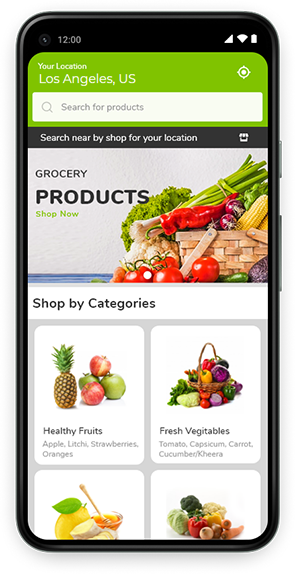 12:00
Your Location
Los Angeles, US
Search for products
Search near by shop for your location
GROCERY
PRODUCTS
Shop Now
Shop by Categories
Healthy Fruits
Fresh Vegitables
Apple, Litchi, Strawberries,
Oranges
Tomato, Capsicum, Carrot,
Cucumber/Kheera